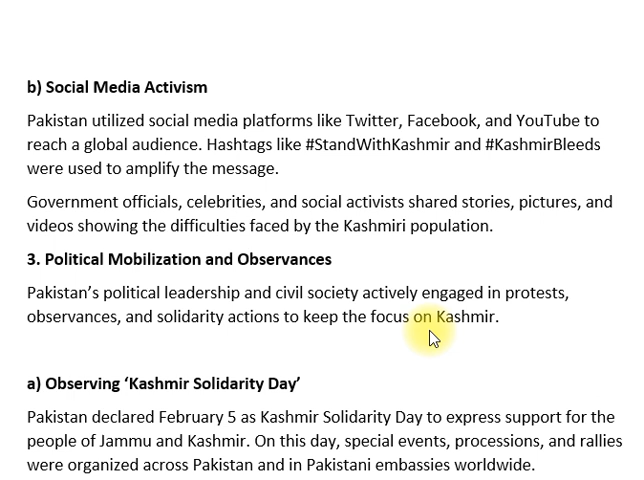 b) Social Media Activism
Pakistan utilized social media platforms like Twitter, Facebook, and YouTube to
reach a global audience. Hashtags like #StandWithKashmir and #KashmirBleeds
were used to amplify the message.
Government officials, celebrities, and social activists shared stories, pictures, and
videos showing the difficulties faced by the Kashmiri population.
3. Political Mobilization and Observances
Pakistan’s political leadership and civil society actively engaged in protests,
observances, and solidarity actions to keep the focus on Kashmir.
a) Observing ‘Kashmir Solidarity Day’
Pakistan declared February 5 as Kashmir Solidarity Day to express support for the
people of Jammu and Kashmir. On this day, special events, processions, and rallies
were organized across Pakistan and in Pakistani embassies worldwide.